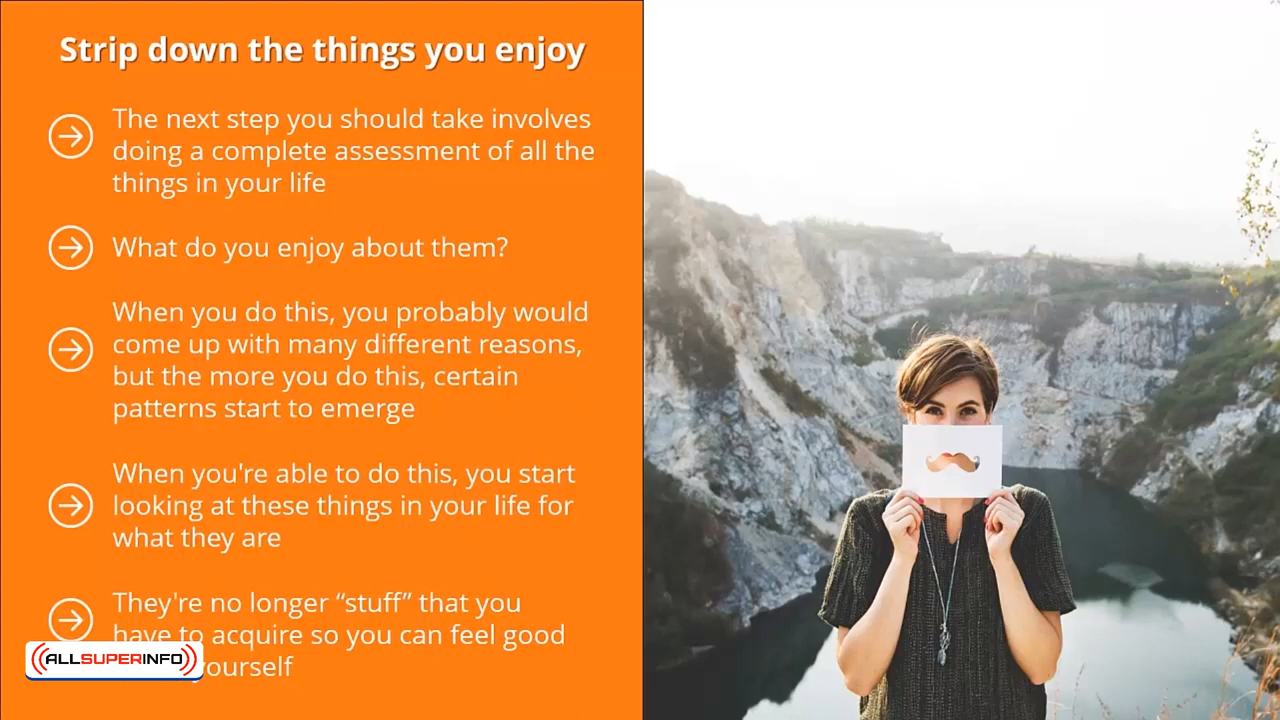 Strip down the things you enjoy
The next step you should take involves
doing a complete assessment of all the
things in your life
What do you enjoy about them?
When you do this, you probably would
come up with many different reasons,
but the more you do this, certain
patterns start to emerge
When you're able to do this, you start
looking at these things in your life for
what they are
They're no longer “stuff” that you
have to acquire so you can feel good
yourself
ALLSUPERINFO